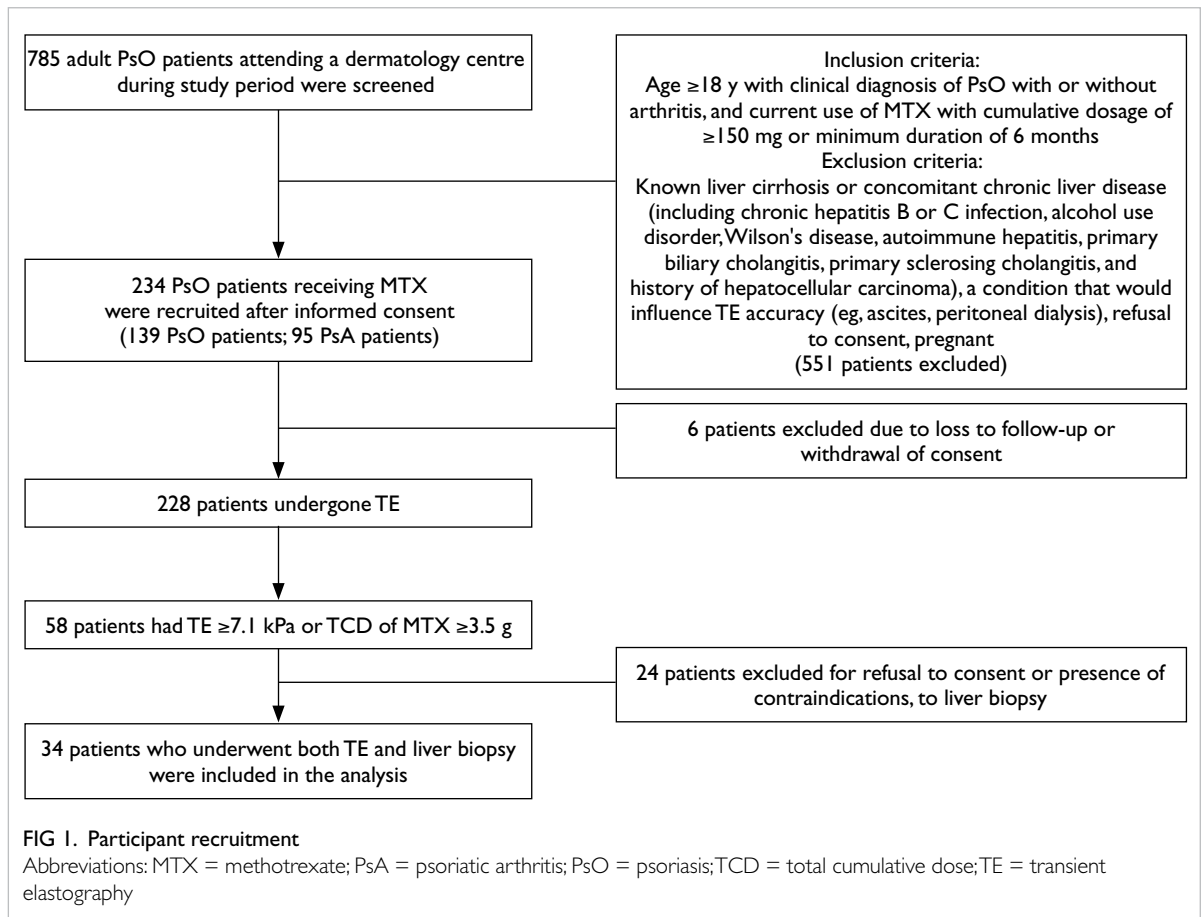 785 adult PsO patients attending a dermatology centre
during study period were screened
Inclusion criteria:
Age ≥18 y with clinical diagnosis of PsO with or without
arthritis, and current use of MTX with cumulative dosage of
≥150 mg or minimum duration of 6 months
Exclusion criteria:
Known liver cirrhosis or concomitant chronic liver disease
(including chronic hepatitis B or C infection, alcohol use
disorder, Wilson's disease, autoimmune hepatitis, primary
biliary cholangitis, primary sclerosing cholangitis, and
history of hepatocellular carcinoma), a condition that would
influence TE accuracy (eg, ascites, peritoneal dialysis), refusal
to consent, pregnant
(551 patients excluded)
234 PsO patients receiving MTX
were recruited after informed consent
(139 PsO patients; 95 PsA patients)
6 patients excluded due to loss to follow-up or
withdrawal of consent
228 patients undergone TE
58 patients had TE ≥7.1 kPa or TCD of MTX ≥3.5 g
24 patients excluded for refusal to consent or presence of
contraindications, to liver biopsy
34 patients who underwent both TE and liver biopsy
were included in the analysis
FIG 1. Participant recruitment
Abbreviations: MTX = methotrexate; PsA = psoriatic arthritis; PsO = psoriasis; TCD = total cumulative dose; TE = transient
elastography